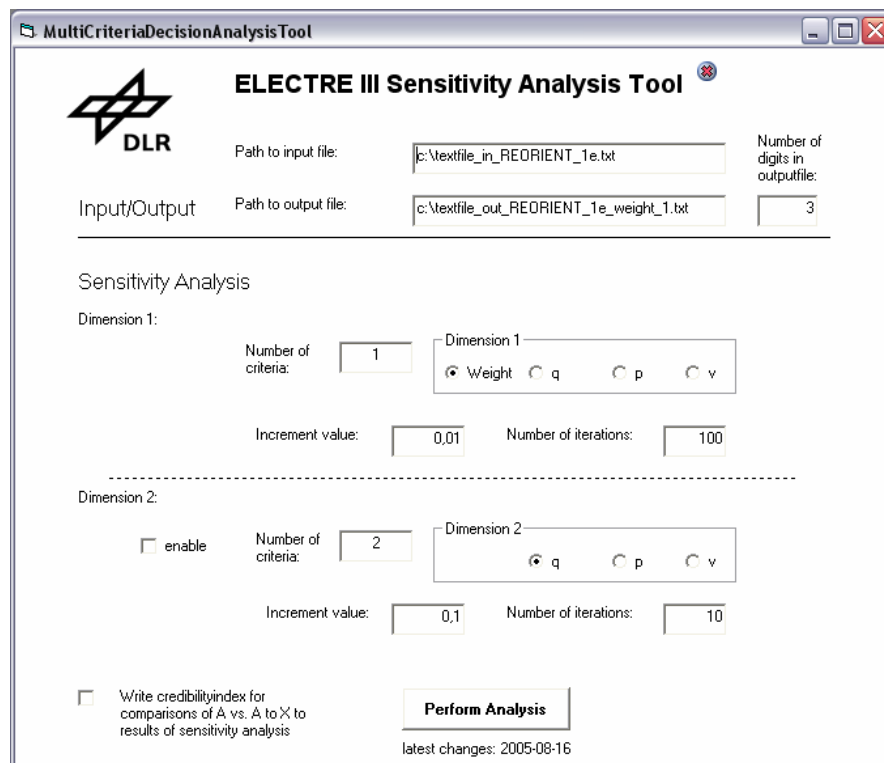 MultiCriteriaDecisionAnalysisTool
ELECTRE III Sensitivity Analysis Tool
DLR
Path to input file:
c:\textfile_in_REORIENT_1e.txt
Number of
digits in
outputfile:
Input/Output
Path to output file:
c:\textfile_out_REORIENT_1e_weight_1.txt
3
Sensitivity Analysis
Dimension 1:
Number of
criteria:
1
Dimension 1
Weight q p v
Increment value:
0,01
Number of iterations:
100
Dimension 2:
enable
Number of
criteria:
2
Dimension 2
q p v
Increment value:
0,1
Number of iterations:
10
Write credibilityindex for
comparisons of A vs. A to X to
results of sensitivity analysis
Perform Analysis
latest changes: 2005-08-16